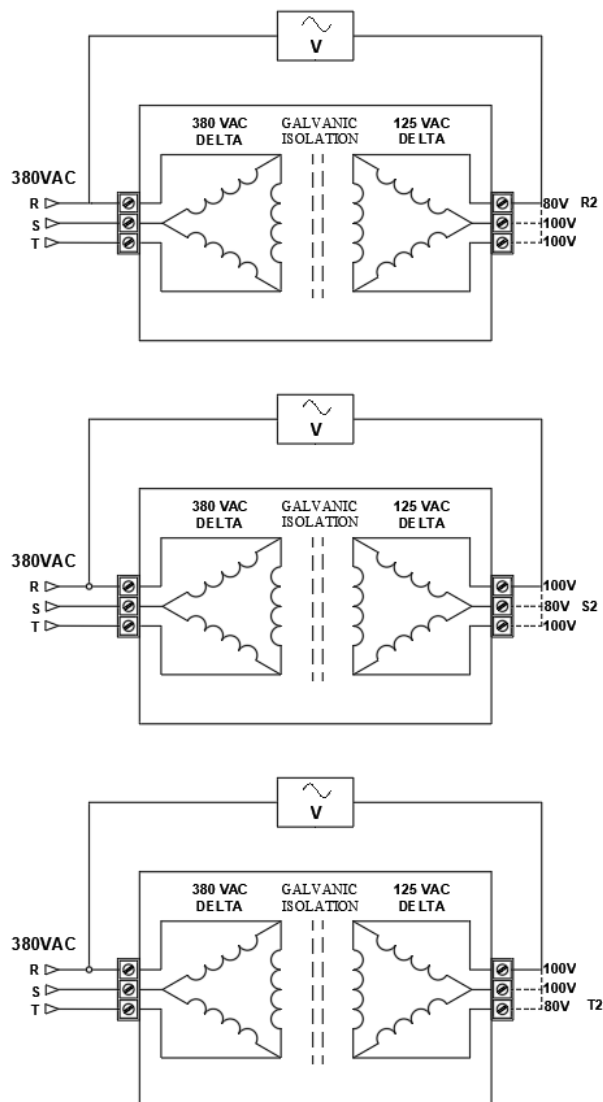 V
380 VAC DELTA
GALVANIC ISOLATION
125 VAC DELTA
380VAC
R
S
T
80V R2
100V
100V
V
380 VAC DELTA
GALVANIC ISOLATION
125 VAC DELTA
380VAC
R
S
T
100V
80V S2
100V
V
380 VAC DELTA
GALVANIC ISOLATION
125 VAC DELTA
380VAC
R
S
T
100V
100V
80V T2